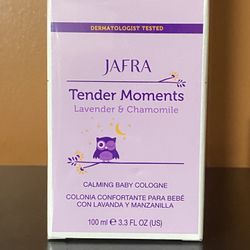 DERMATOLOGIST TESTED
JAFRA
Tender Moments
Lavender & Chamomile
CALMING BABY COLOGNE
COLONIA CONFORTANTE PARA BEBÉ
CON LAVANDA Y MANZANILLA
100 ml ℮ 3.3 FL OZ (US)